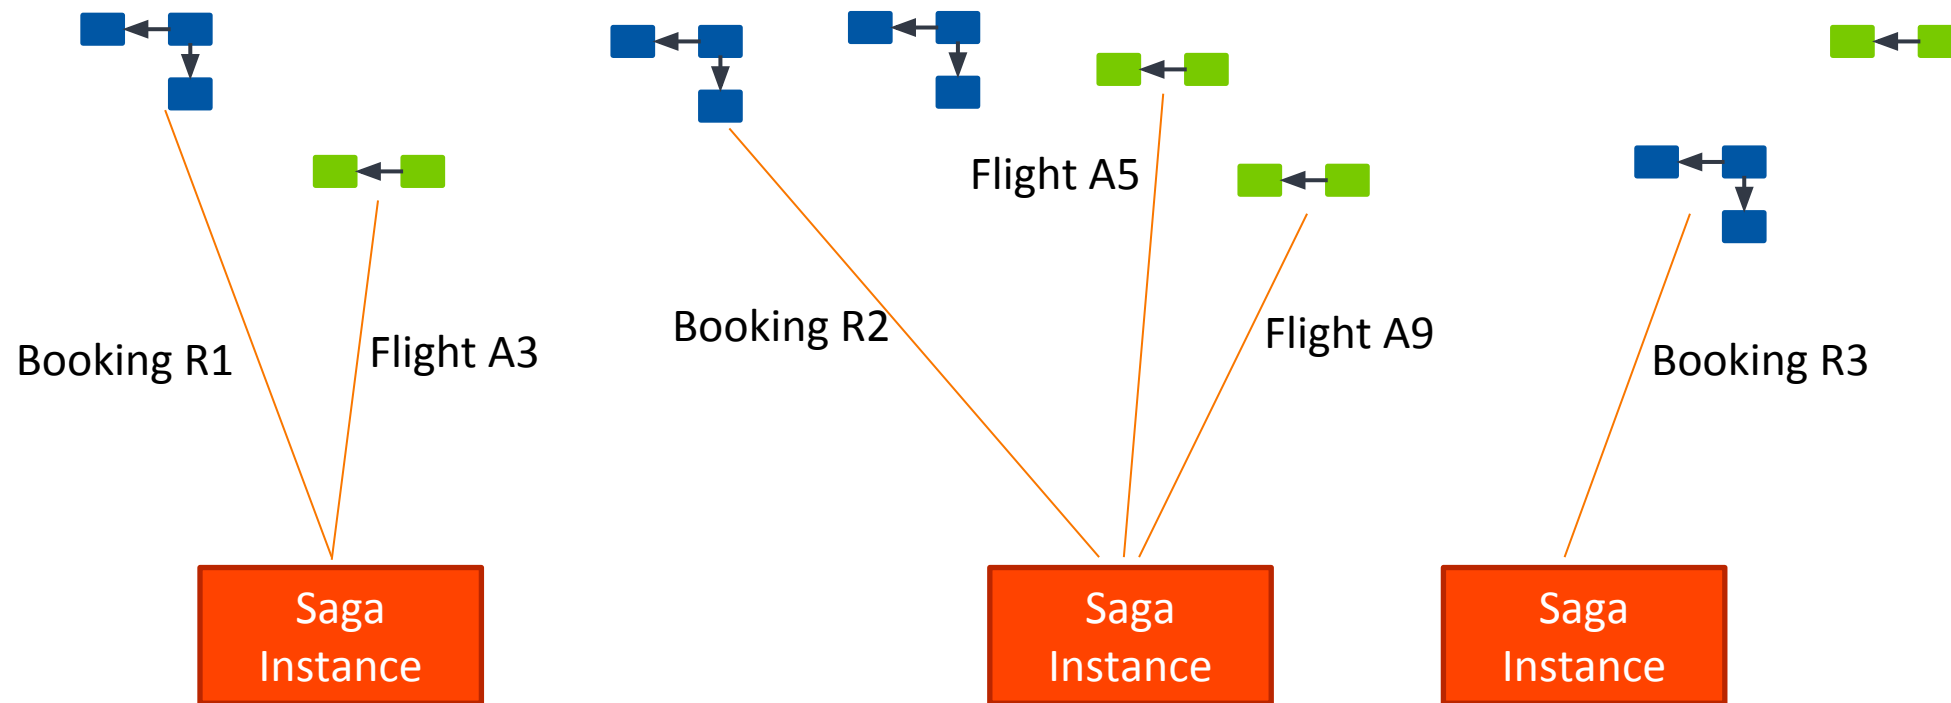 Flight A5
Booking R2
Flight A9
Booking R1
Flight A3
Booking R3
Saga
Instance
Saga
Instance
Saga
Instance